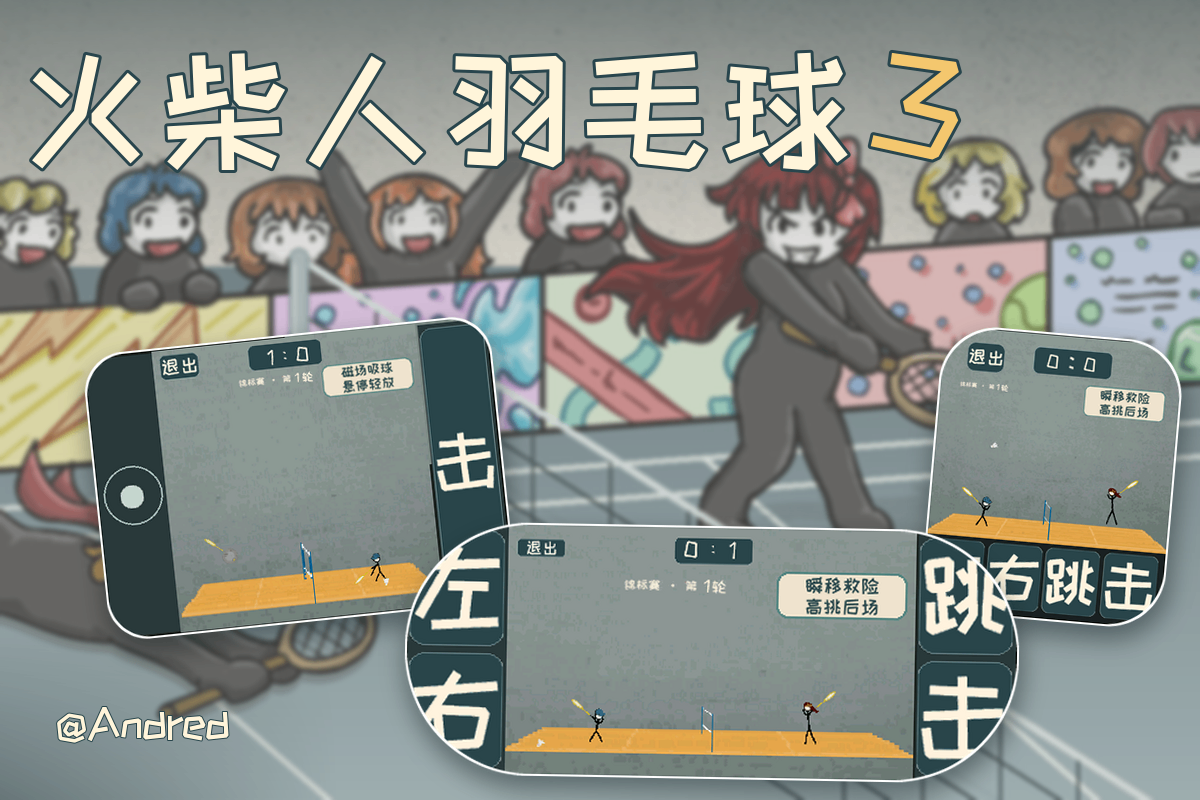 火柴人羽毛球3
退出
1:0
锦标赛 · 第1轮
磁场吸球
悬停轻放
击
退出
0:0
锦标赛 · 第1轮
瞬移救险
高挑后场
右
跳
击
左
右
退出
0:1
锦标赛 · 第1轮
瞬移救险
高挑后场
跳
击
@Andred